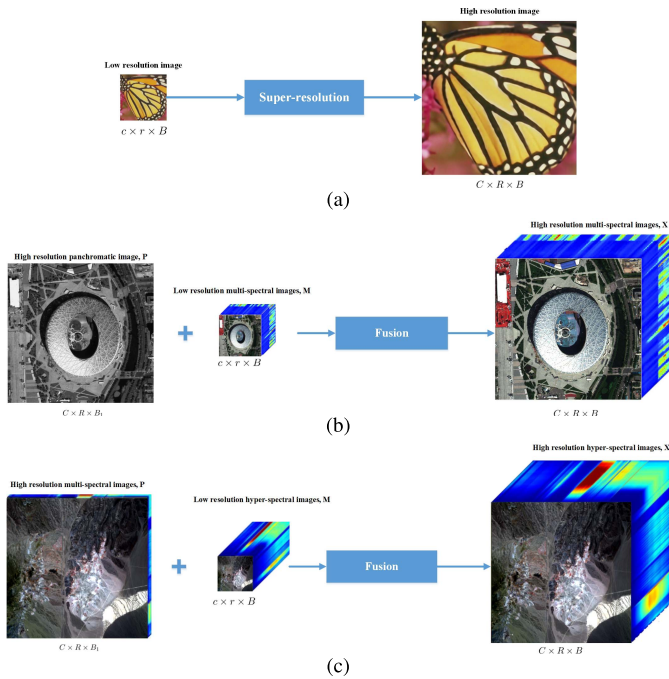 High resolution image
Low resolution image
Super-resolution
c × r × B
C × R × B
(a)
High resolution multi-spectral images, X
High resolution panchromatic image, P
Low resolution multi-spectral images, M
Fusion
c × r × B
C × R × B₁
C × R × B
(b)
High resolution hyper-spectral images, X
High resolution multi-spectral images, P
Low resolution hyper-spectral images, M
Fusion
c × r × B
C × R × B₁
C × R × B
(c)